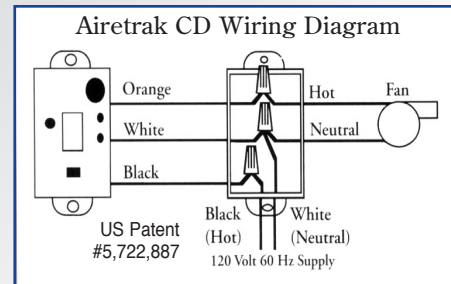 Airetrak CD Wiring Diagram
Orange
Hot
Fan
White
Neutral
Black
US Patent
#5,722,887
Black
(Hot)
White
(Neutral)
120 Volt 60 Hz Supply